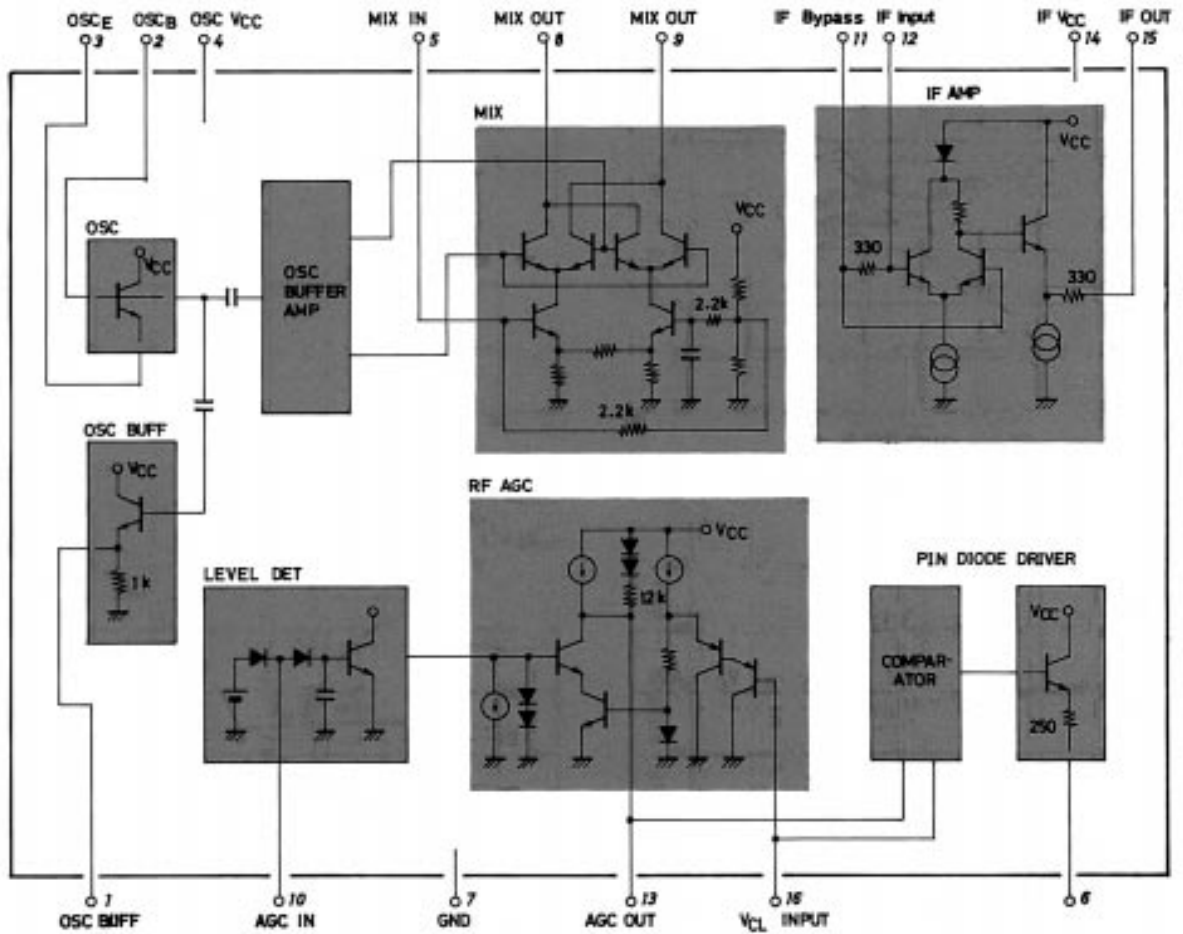 OSCE OSCB OSC VCC MIX IN MIX OUT MIX OUT IF Bypass IF Input IF VCC IF OUT
3 2 4 5 8 9 11 12 14 15
MIX
IF AMP
VCC
VCC
OSC
VCC
OSC
BUFFER
AMP
330
330
2.2k
2.2k
OSC BUFF
VCC
1k
RF AGC
VCC
LEVEL DET
12k
PIN DIODE DRIVER
VCC
COMPAR-
ATOR
250
1 10 7 13 16 6
OSC BUFF AGC IN GND AGC OUT VCL INPUT